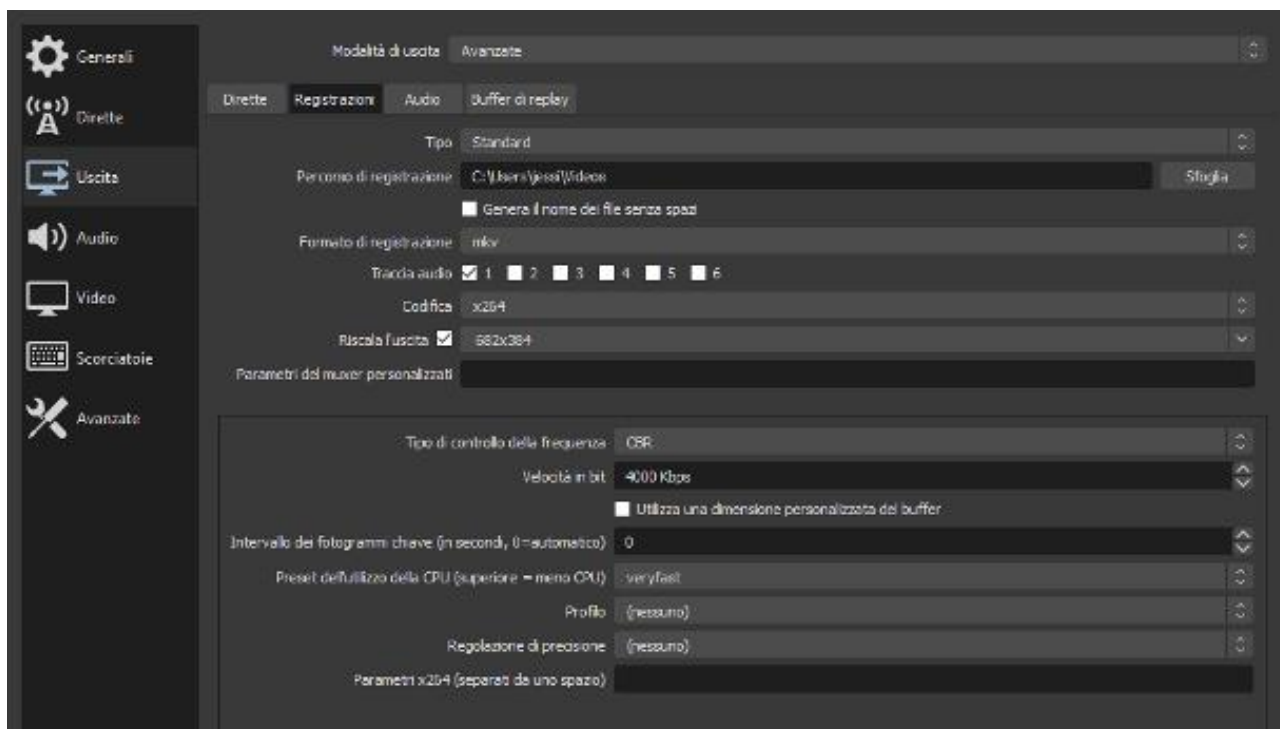 Generali
Dirette
Uscita
Audio
Video
Scorciatoie
Avanzate
Modalità di uscita Avanzate
Dirette Registrazioni Audio Buffer di replay
Tipo Standard
Percorso di registrazione C:\Users\jessi\Videos Sfoglia
Genera il nome dei file senza spazi
Formato di registrazione mkv
Traccia audio 1 2 3 4 5 6
Codifica x264
Riscala l'uscita 682x384
Parametri del muxer personalizzati
Tipo di controllo della frequenza CBR
Velocità in bit 4000 Kbps
Utilizza una dimensione personalizzata del buffer
Intervallo dei fotogrammi chiave (in secondi, 0=automatico) 0
Preset dell'utilizzo della CPU (superiore = meno CPU) veryfast
Profilo (nessuno)
Regolazione di precisione (nessuno)
Parametri x264 (separati da uno spazio)